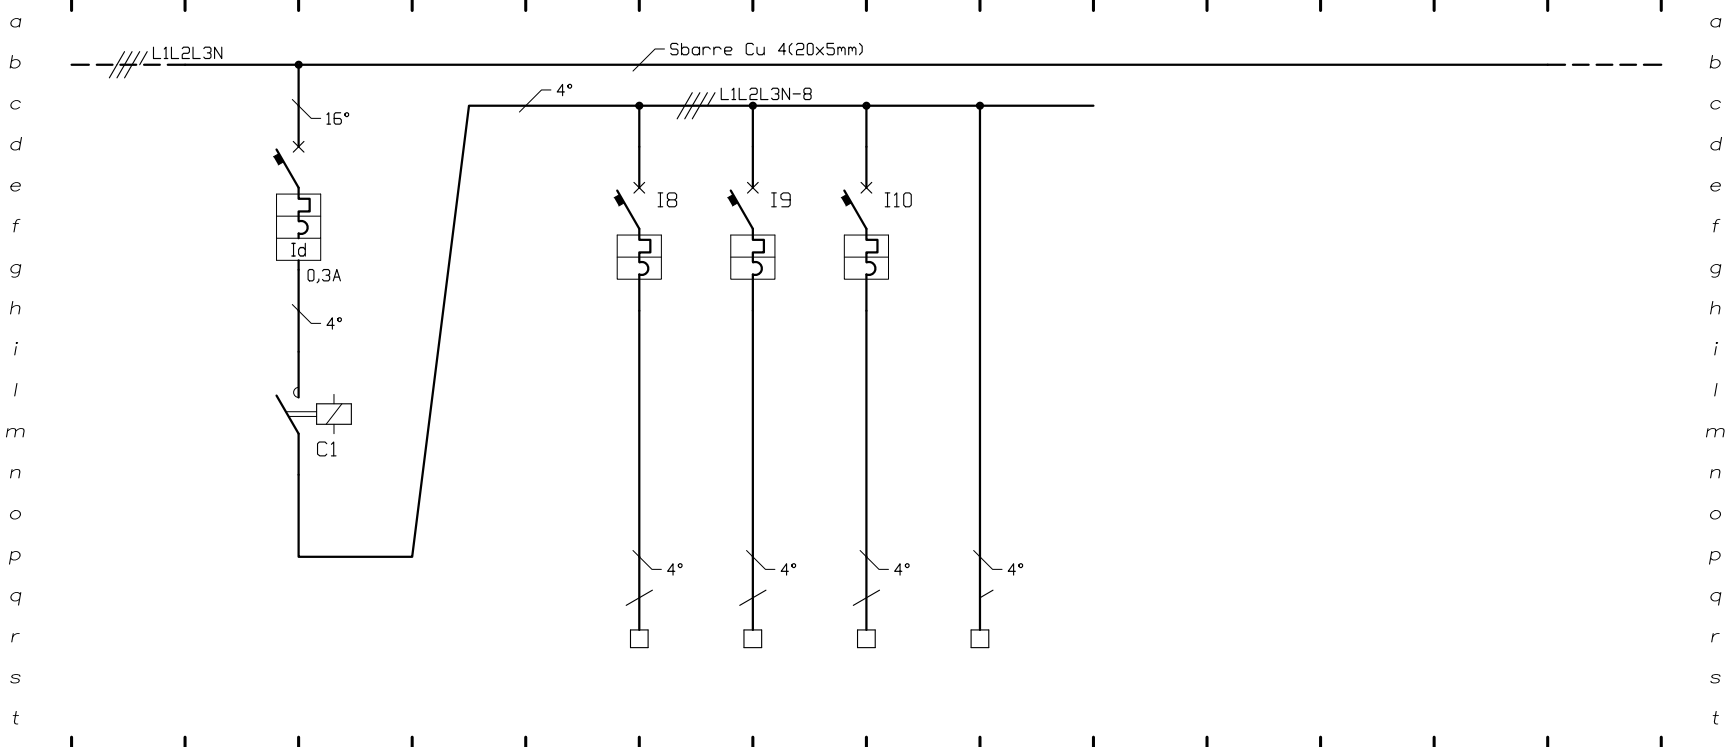 a a
L1L2L3N Sbarre Cu 4(20x5mm)
b b
4° L1L2L3N-8
c c
16°
d d
e e
I8 I9 I10
f f
Id
g g
0,3A
h h
4°
i i
l l
m m
C1
n n
o o
p p
4° 4° 4° 4°
q q
r r
s s
t t